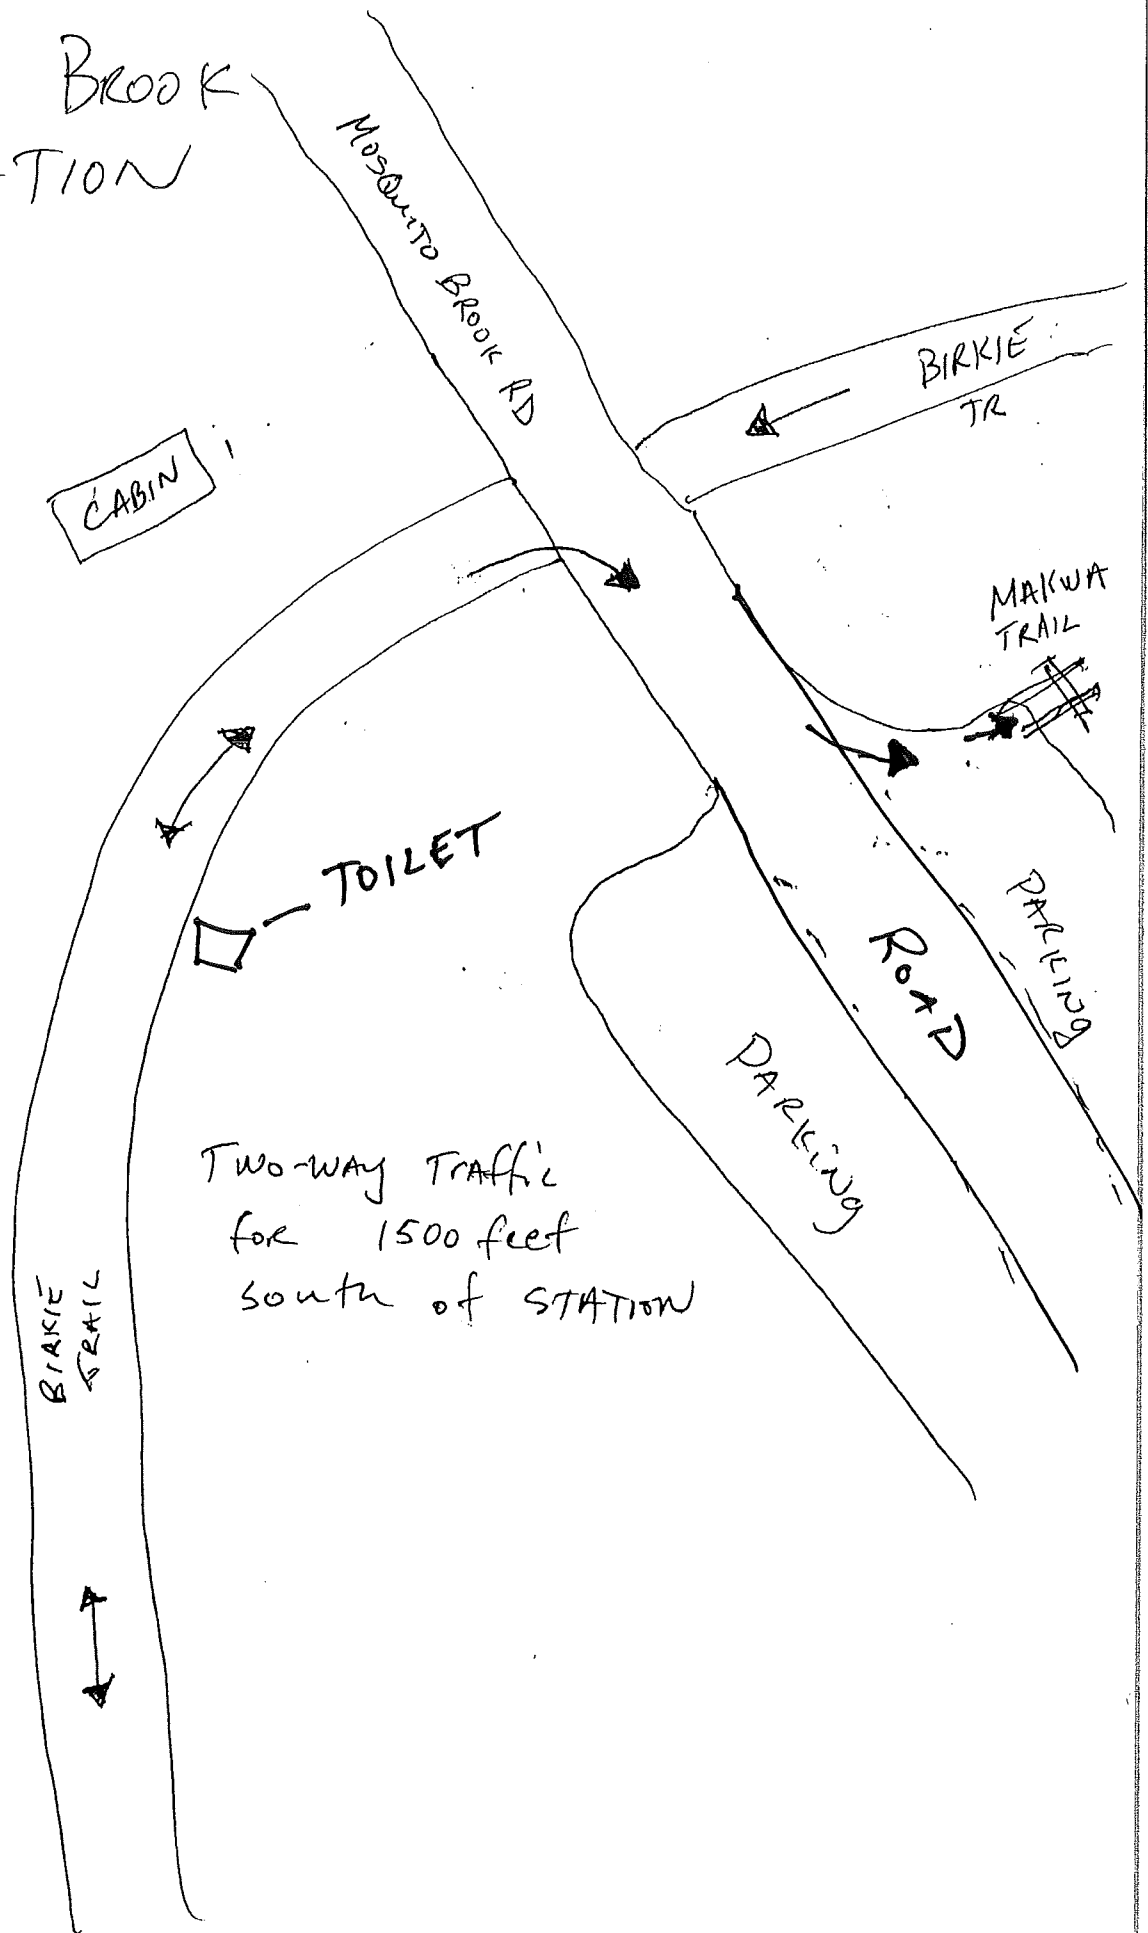 BROOK
-TION
MOSQUITO BROOK RD
BIRKIE
TR
CABIN
MAKWA
TRAIL
TOILET
ROAD
PARKING
PARKING
TWO-WAY Traffic
for 1500 feet
south of STATION
BIRKIE
TRAIL